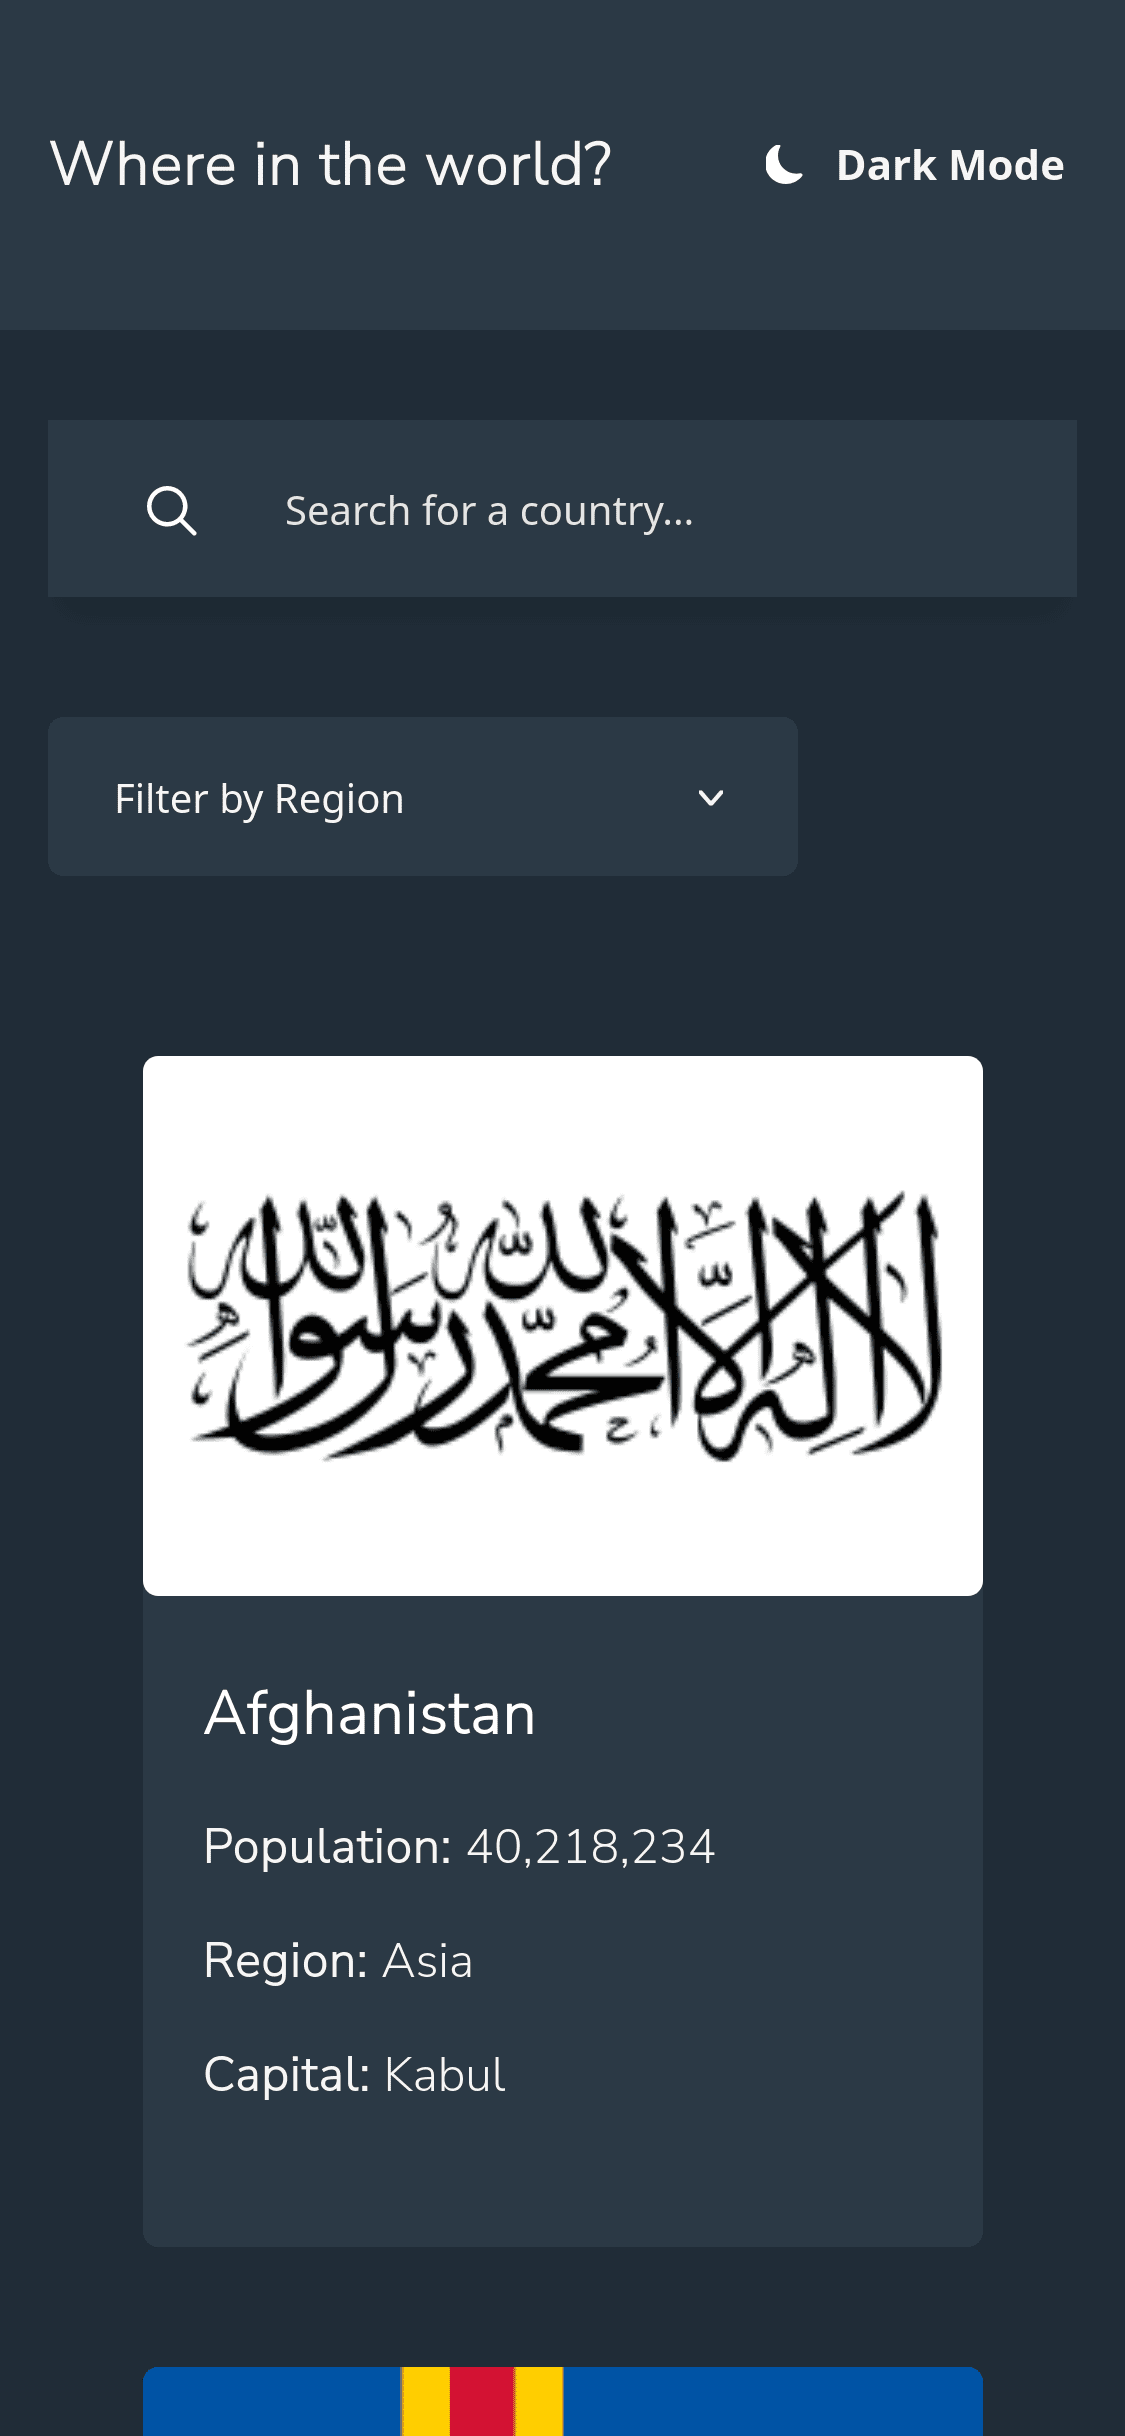 Where in the world?
Dark Mode
Search for a country...
Filter by Region
لا إله إلا الله محمد رسول الله
Afghanistan
Population: 40,218,234
Region: Asia
Capital: Kabul